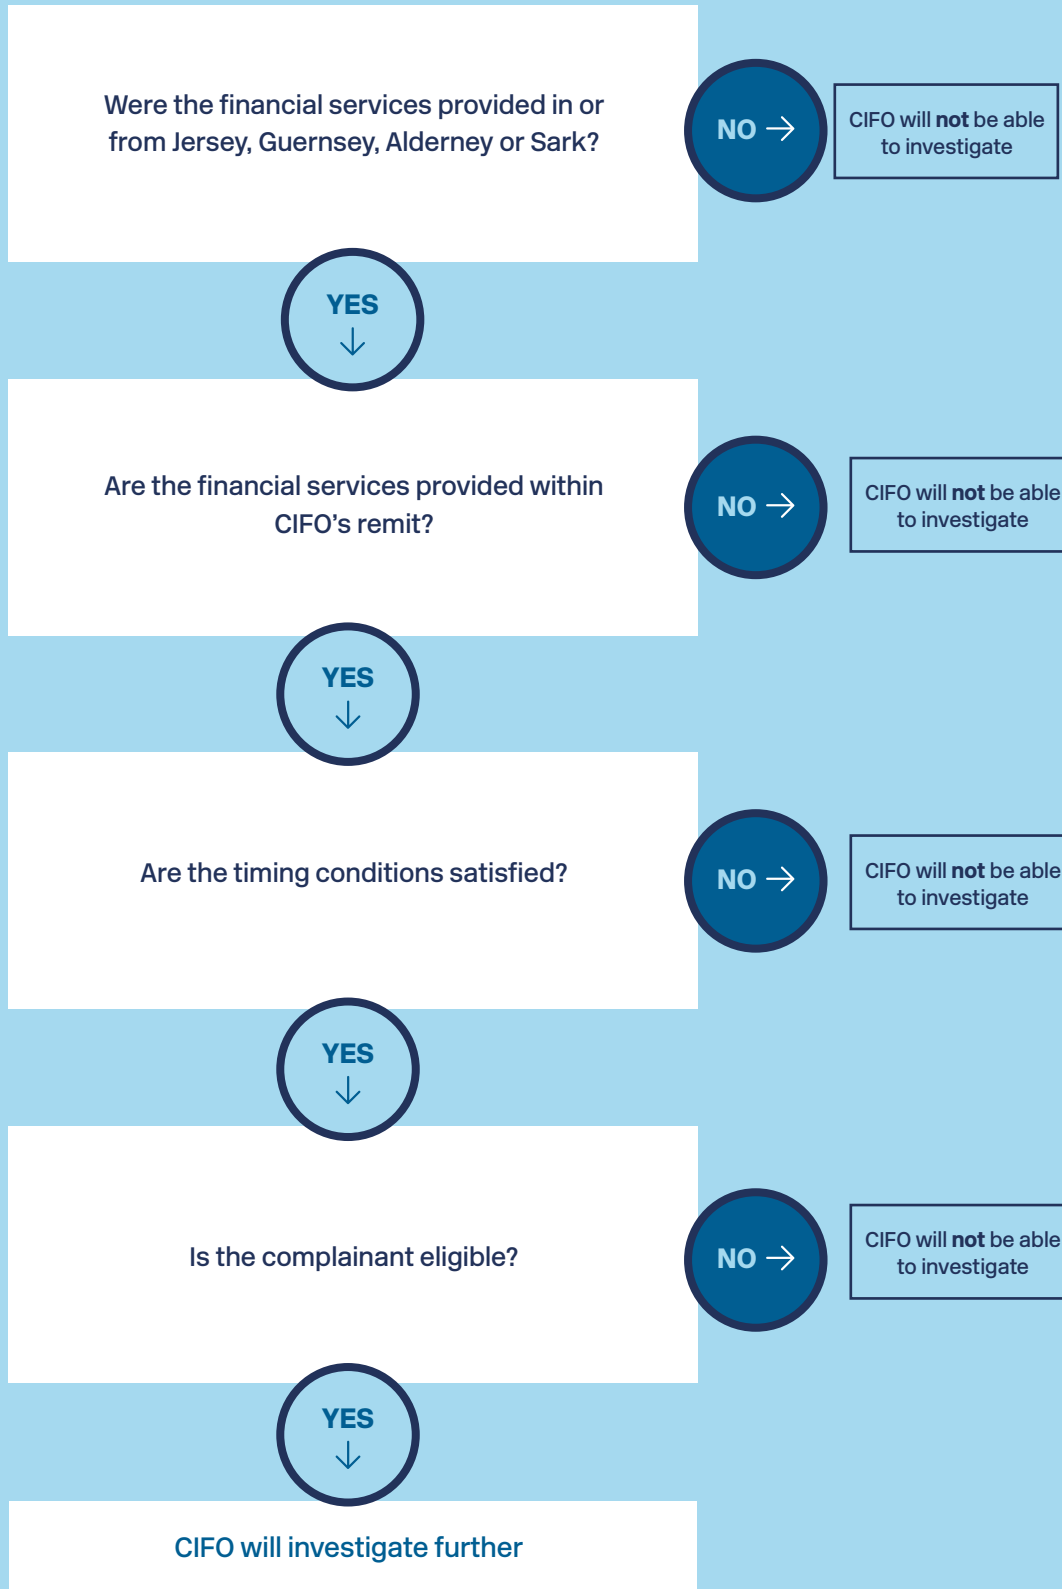 Were the financial services provided in or
from Jersey, Guernsey, Alderney or Sark?
NO →
CIFO will not be able
to investigate
YES
↓
Are the financial services provided within
CIFO’s remit?
NO →
CIFO will not be able
to investigate
YES
↓
Are the timing conditions satisfied?
NO →
CIFO will not be able
to investigate
YES
↓
Is the complainant eligible?
NO →
CIFO will not be able
to investigate
YES
↓
CIFO will investigate further